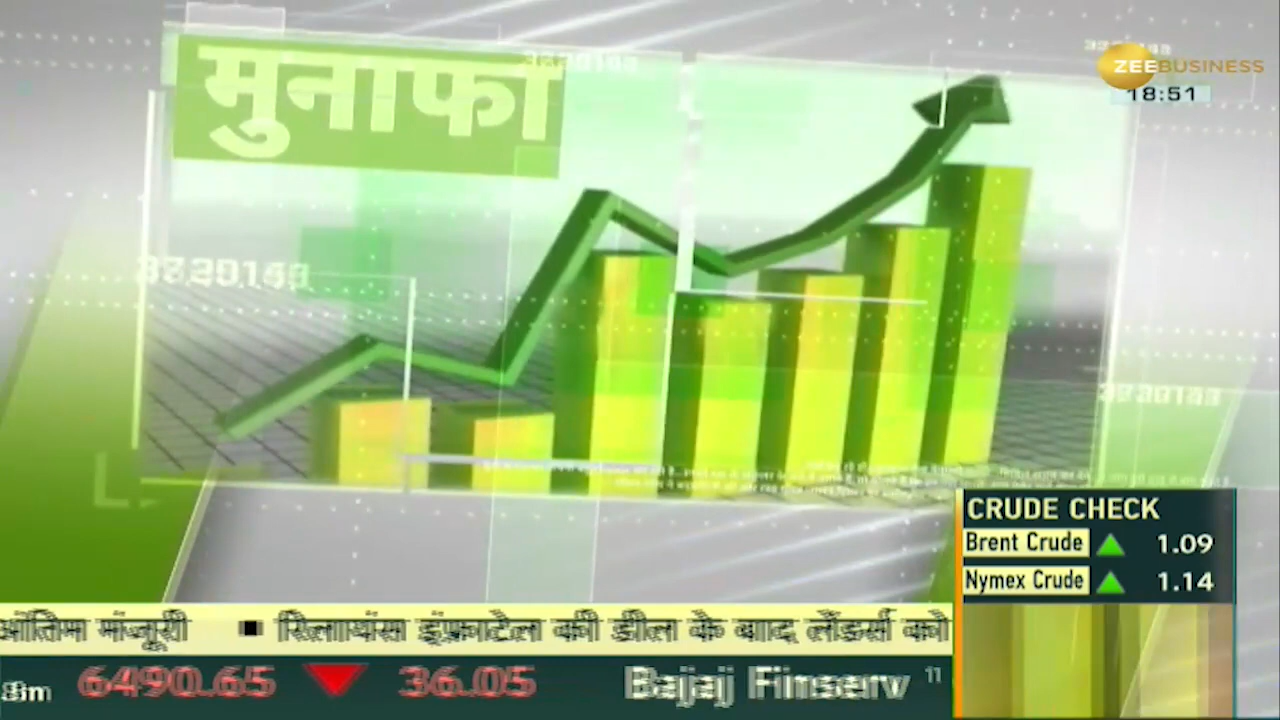 मुनाफा
ZEEBUSINESS
18:51
CRUDE CHECK
Brent Crude ▲ 1.09
Nymex Crude ▲ 1.14
अंतिम मंजूरी ■ रिलायंस इंफ्राटेल की डील के बाद लेंडर्स को
6490.65 ▼ 36.05 Bajaj Finserv 11